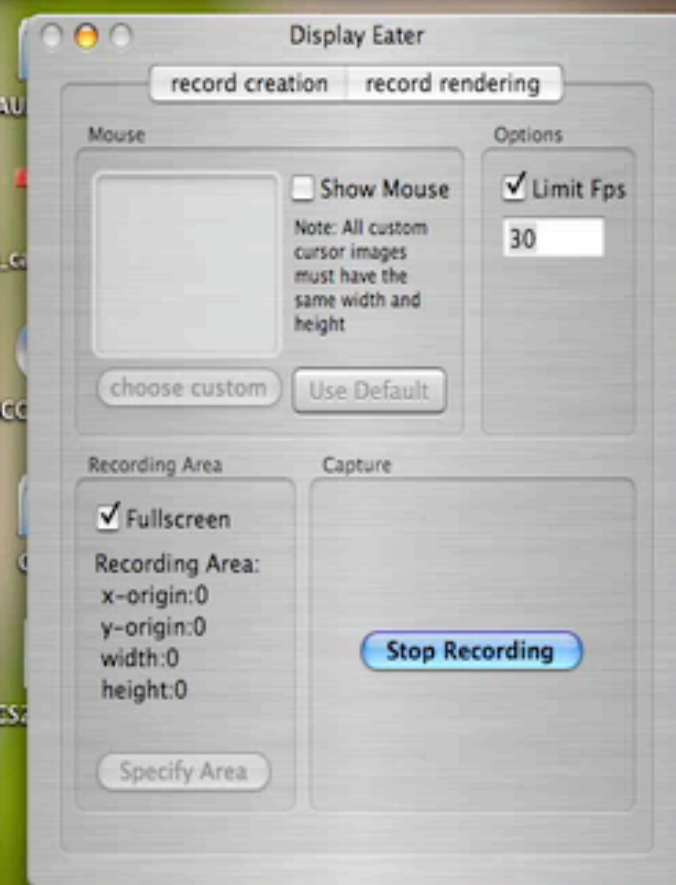 Display Eater
record creation record rendering
Mouse
Options
Show Mouse
Limit Fps
Note: All custom
cursor images
must have the
same width and
height
30
choose custom
Use Default
Recording Area
Capture
Fullscreen
Recording Area:
x-origin:0
y-origin:0
width:0
height:0
Stop Recording
Specify Area